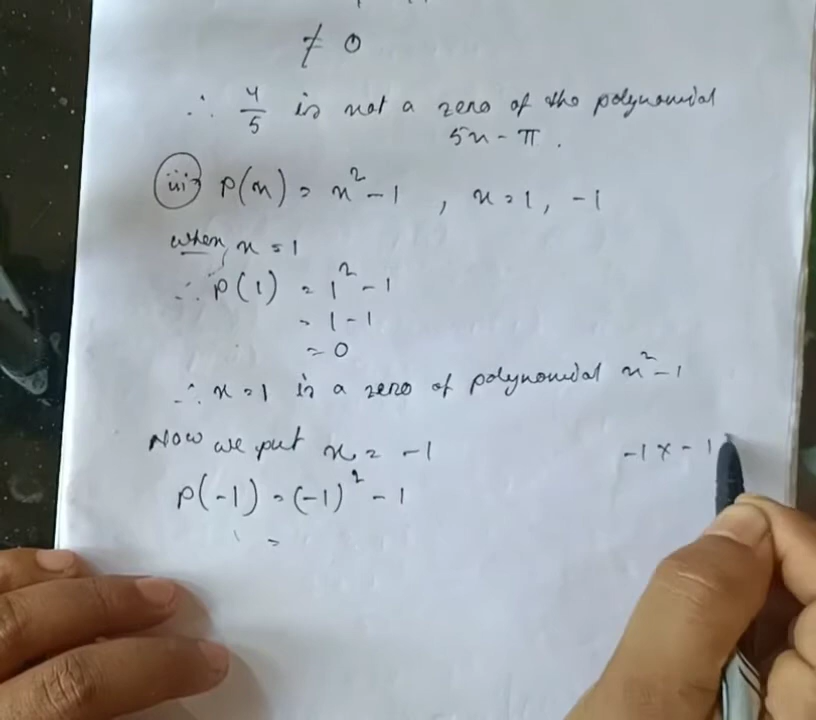 ≠ 0
∴ 4/5 is not a zero of the polynomial
5x - π .
(iii) P(x) = x² - 1 , x = 1, -1
when, x = 1
∴ P(1) = 1² - 1
= 1 - 1
= 0
∴ x = 1 is a zero of polynomial x² - 1
Now we put x = -1
-1 × - 1
P(-1) = (-1)² - 1
=